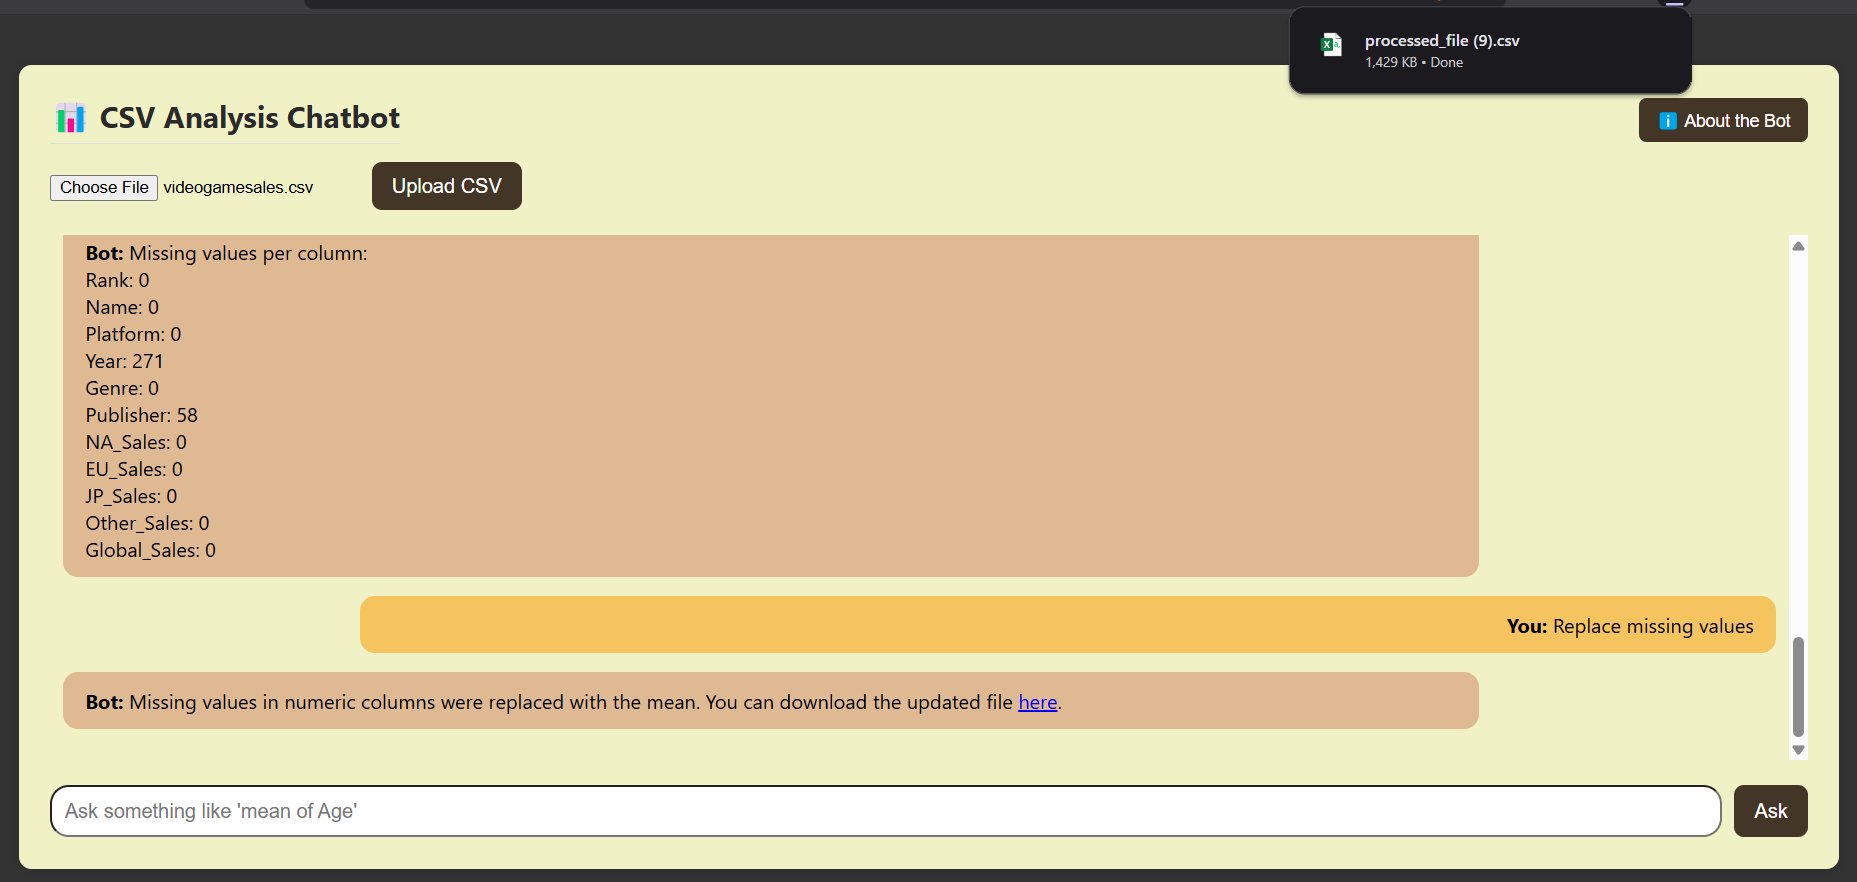 processed_file (9).csv
1,429 KB • Done
CSV Analysis Chatbot
About the Bot
Choose File videogamesales.csv
Upload CSV
Bot: Missing values per column:
Rank: 0
Name: 0
Platform: 0
Year: 271
Genre: 0
Publisher: 58
NA_Sales: 0
EU_Sales: 0
JP_Sales: 0
Other_Sales: 0
Global_Sales: 0
You: Replace missing values
Bot: Missing values in numeric columns were replaced with the mean. You can download the updated file here.
Ask something like 'mean of Age'
Ask